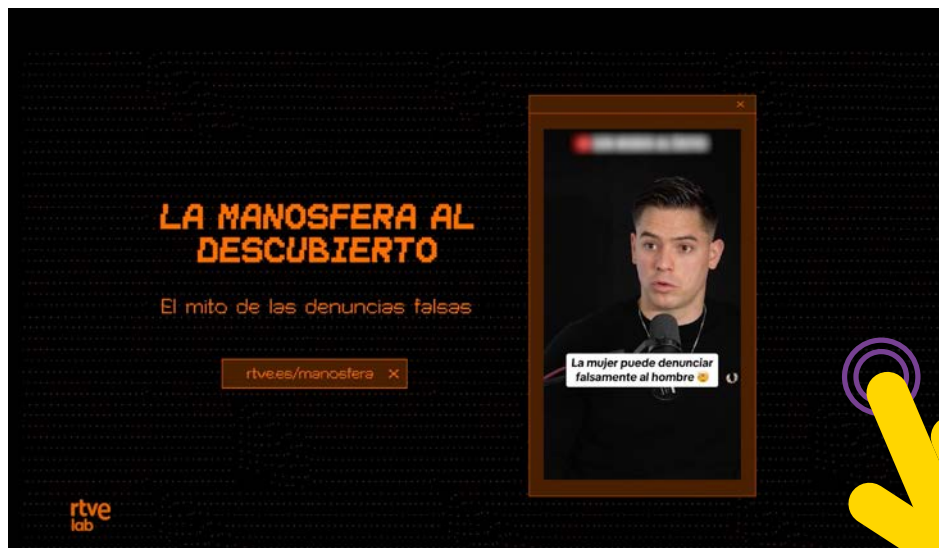 LA MANOSFERA AL
DESCUBIERTO
El mito de las denuncias falsas
rtve.es/manosfera ×
×
La mujer puede denunciar
falsamente al hombre 🤯
rtve
lab